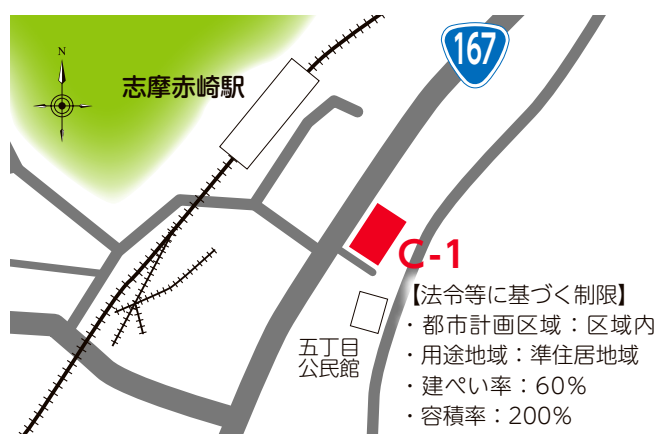 N
167
志摩赤崎駅
C-1
【法令等に基づく制限】
・都市計画区域：区域内
・用途地域：準住居地域
・建ぺい率：60%
・容積率：200%
五丁目
公民館